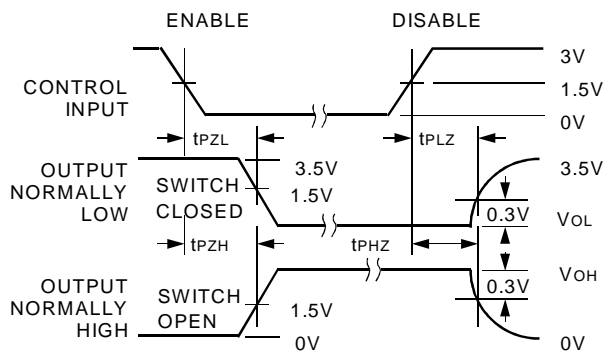 ENABLE DISABLE
3V
CONTROL
INPUT
1.5V
0V
tPZL tPLZ
OUTPUT
NORMALLY
LOW
SWITCH
CLOSED
3.5V
1.5V
3.5V
0.3V
VOL
tPZH tPHZ
OUTPUT
NORMALLY
HIGH
SWITCH
OPEN
1.5V
0V
VOH
0.3V
0V